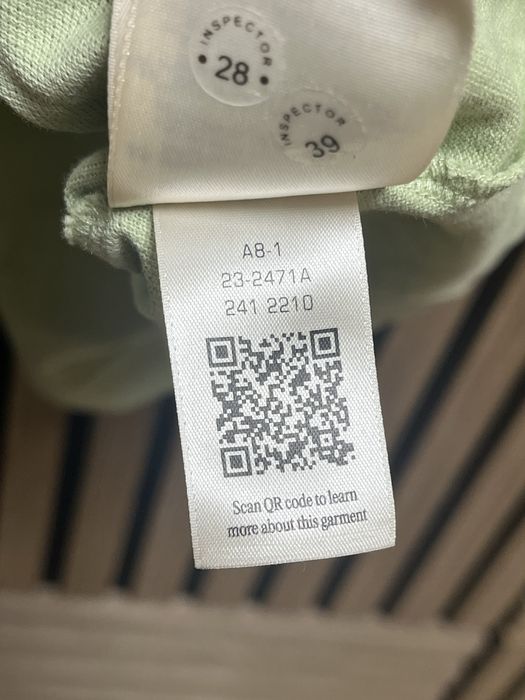 INSPECTOR
28
INSPECTOR
39
A8-1
23-2471A
241 2210
Scan QR code to learn
more about this garment